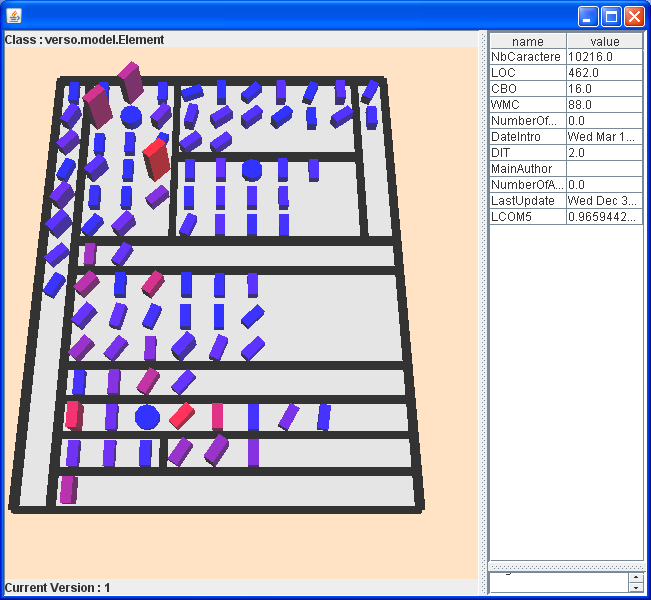 Class : verso.model.Element
name value
NbCaractere 10216.0
LOC 462.0
CBO 16.0
WMC 88.0
NumberOf... 0.0
DateIntro Wed Mar 1...
DIT 2.0
MainAuthor
NumberOfA... 0.0
LastUpdate Wed Dec 3...
LCOM5 0.9659442...
Current Version : 1